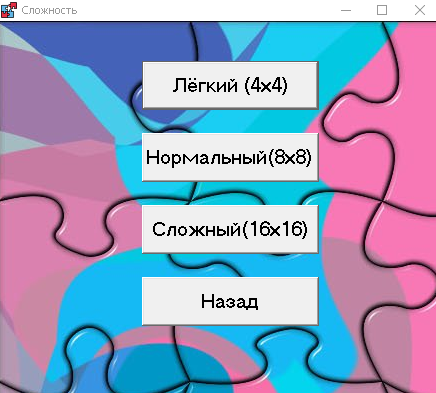 Сложность
Лёгкий (4x4)
Нормальный(8x8)
Сложный(16x16)
Назад